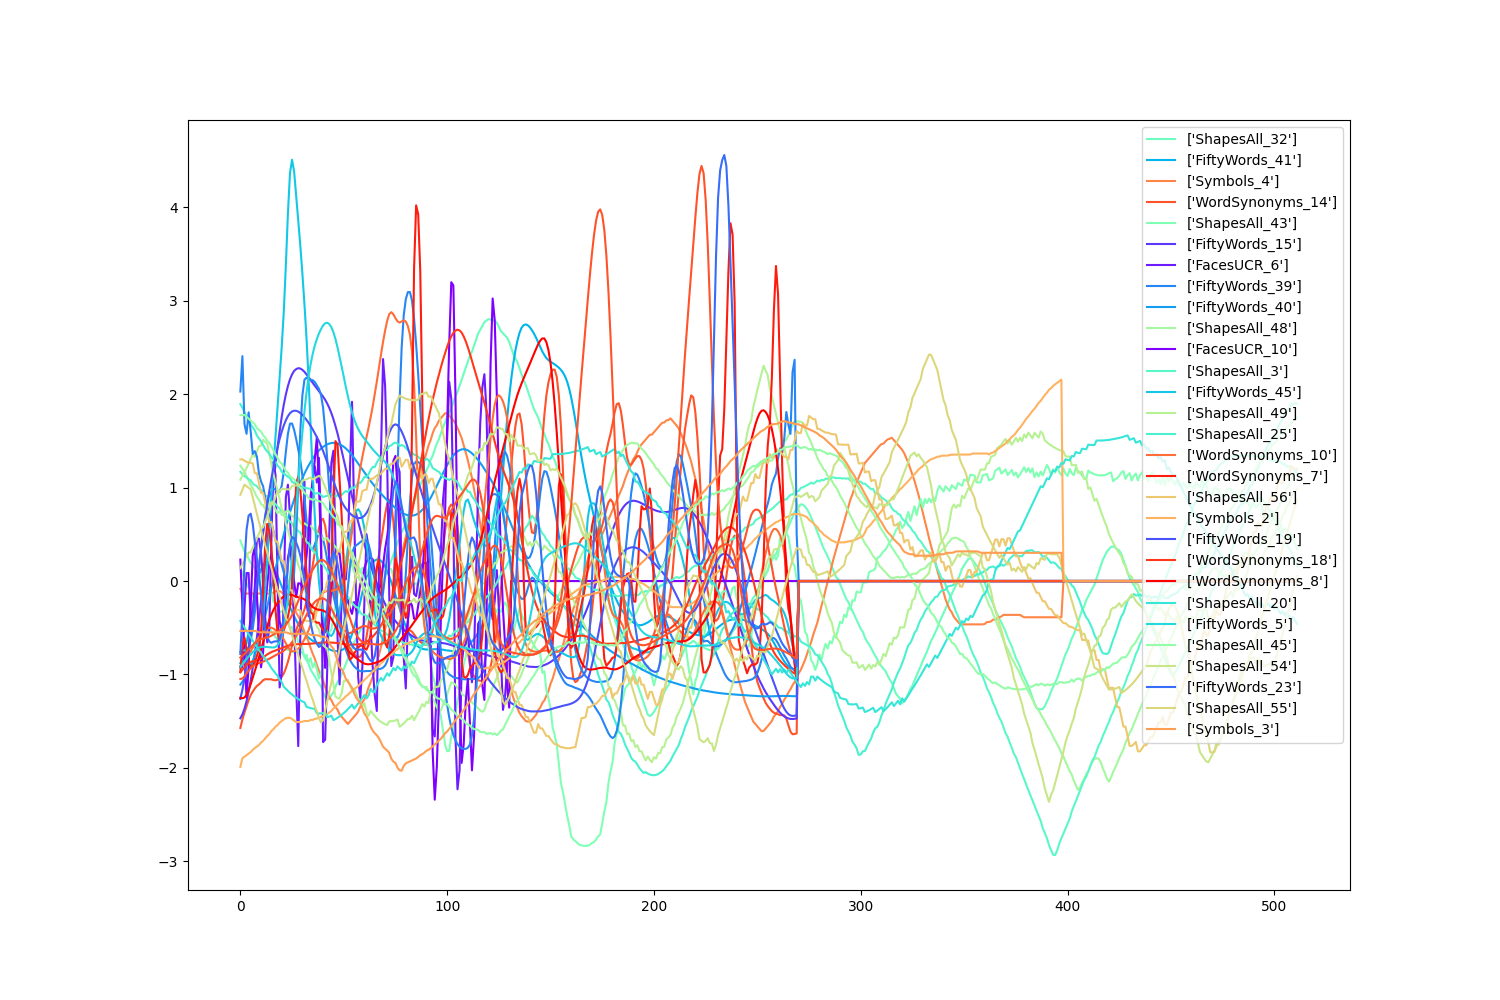 4
3
2
1
0
−1
−2
−3
0
100
200
300
400
500
['ShapesAll_32']
['FiftyWords_41']
['Symbols_4']
['WordSynonyms_14']
['ShapesAll_43']
['FiftyWords_15']
['FacesUCR_6']
['FiftyWords_39']
['FiftyWords_40']
['ShapesAll_48']
['FacesUCR_10']
['ShapesAll_3']
['FiftyWords_45']
['ShapesAll_49']
['ShapesAll_25']
['WordSynonyms_10']
['WordSynonyms_7']
['ShapesAll_56']
['Symbols_2']
['FiftyWords_19']
['WordSynonyms_18']
['WordSynonyms_8']
['ShapesAll_20']
['FiftyWords_5']
['ShapesAll_45']
['ShapesAll_54']
['FiftyWords_23']
['ShapesAll_55']
['Symbols_3']